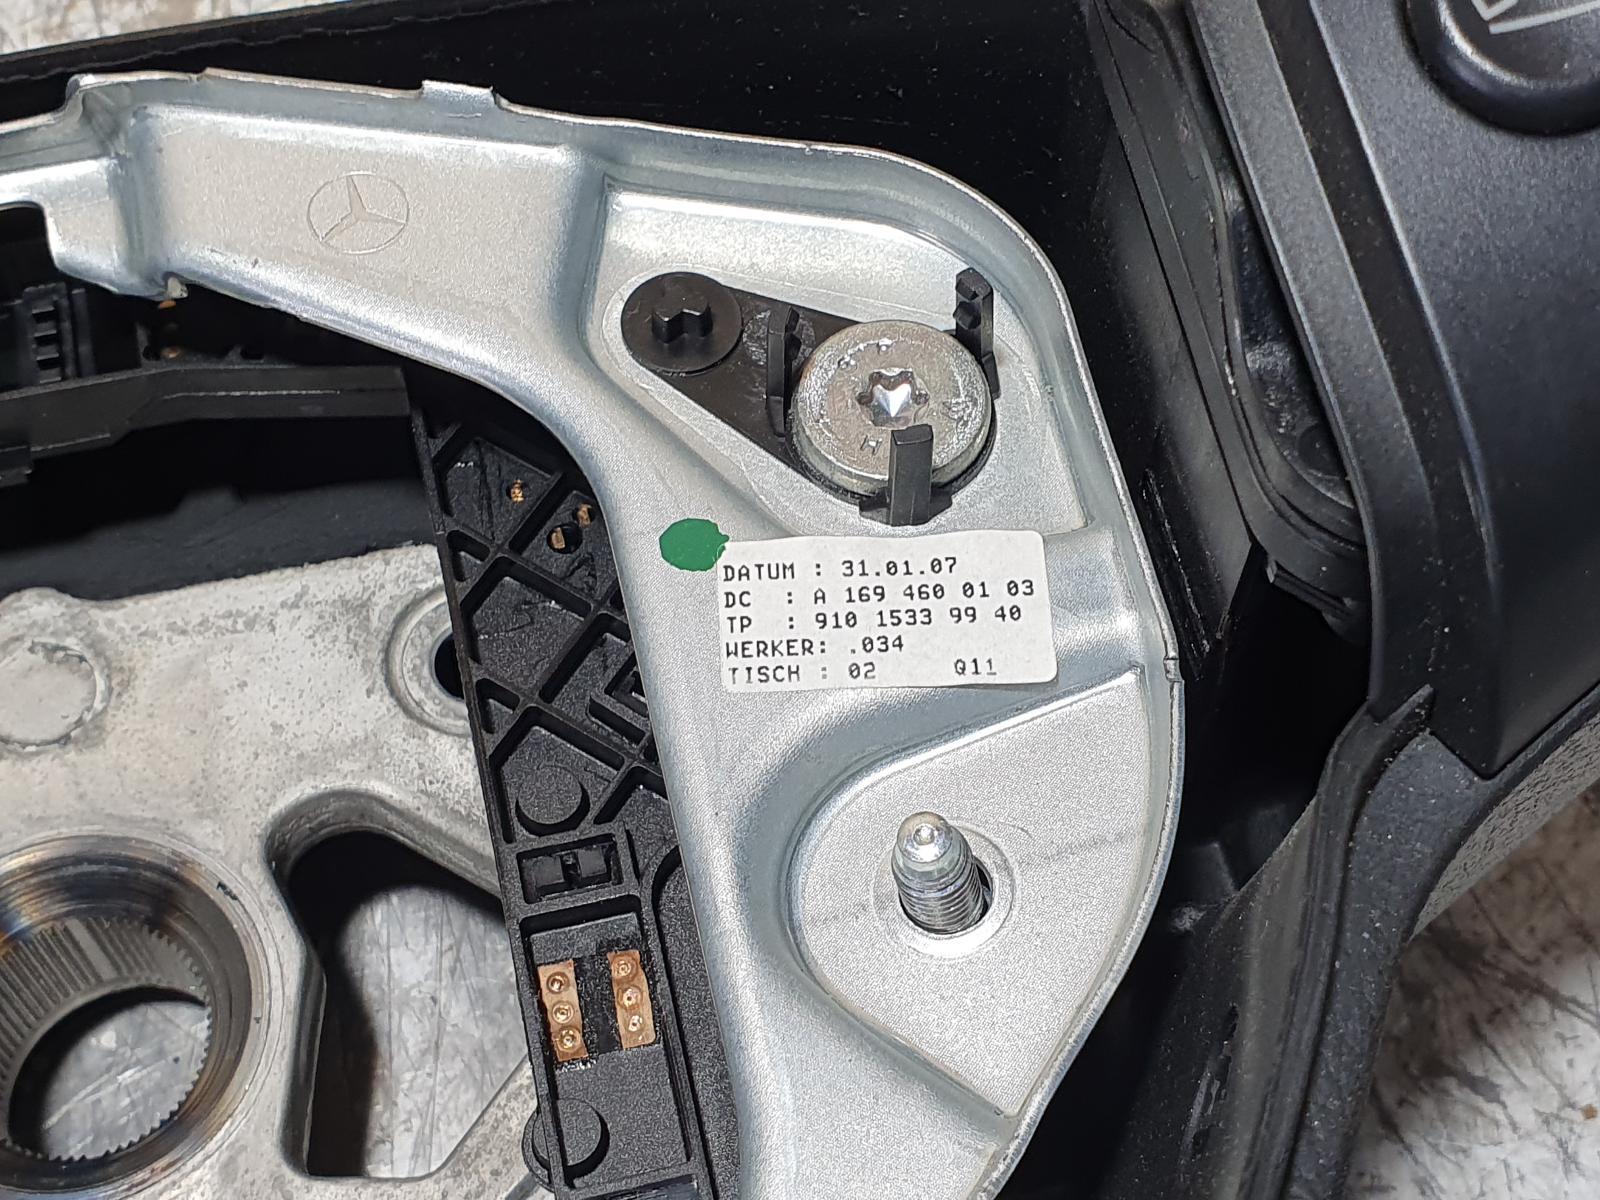 DATUM : 31.01.07
DC : A 169 460 01 03
TP : 910 1533 99 40
WERKER: .034
TISCH : 02 Q11